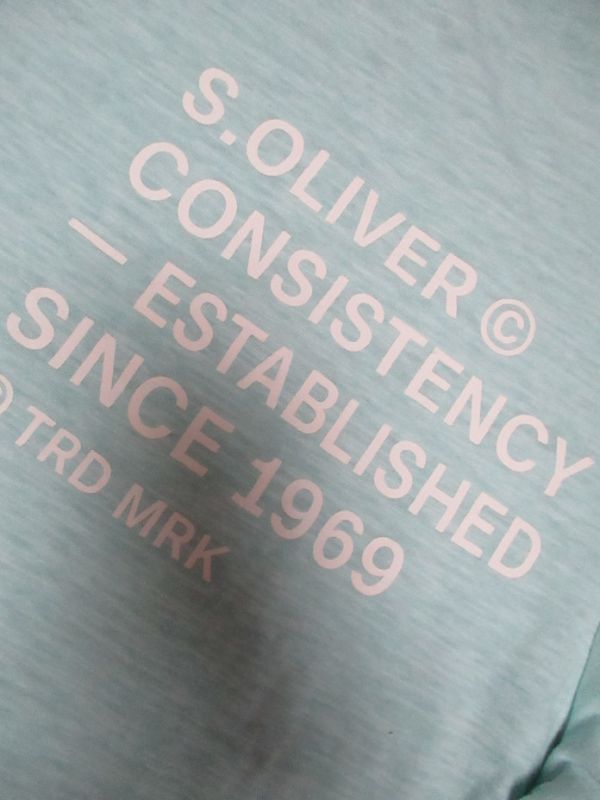 S.OLIVER ©
CONSISTENCY
— ESTABLISHED
SINCE 1969
TRD MRK